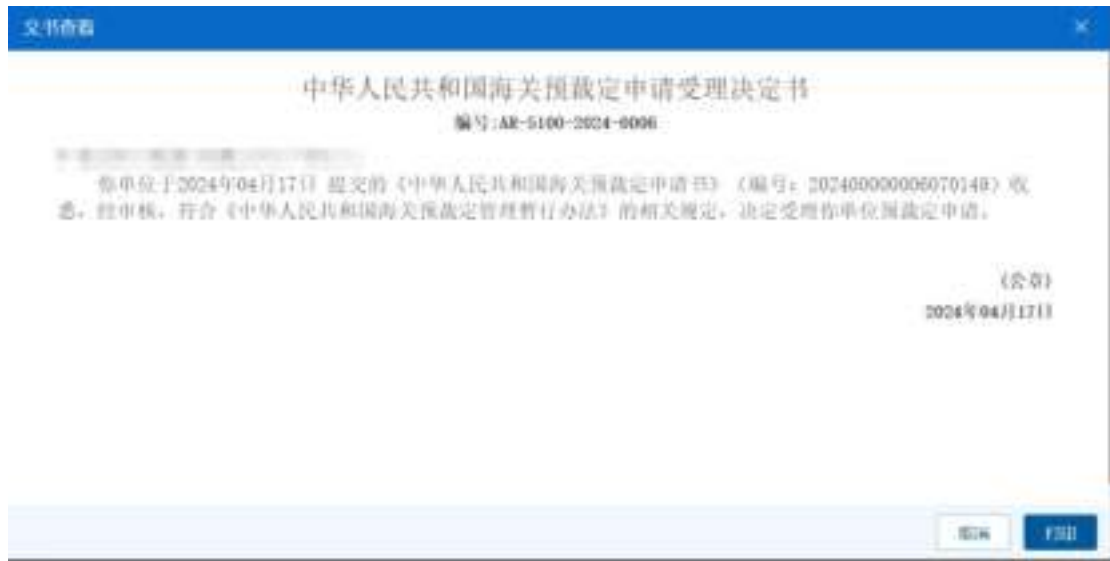 文书查看
中华人民共和国海关预裁定申请受理决定书
编号:AR-5100-2024-0006
你单位于2024年04月17日 提交的《中华人民共和国海关预裁定申请书》（编号：202400000006070148）收
悉。经审核，符合《中华人民共和国海关预裁定管理暂行办法》的相关规定，决定受理你单位预裁定申请。
(公章)
2024年04月17日
打印